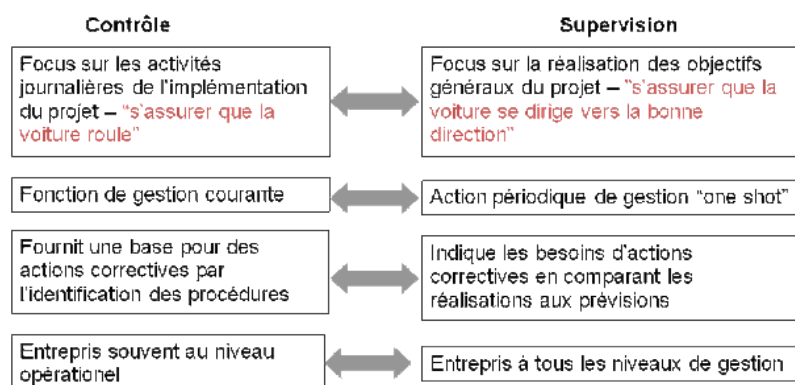 Contrôle
Supervision
Focus sur les activités
journalières de l'implémentation
du projet – "s'assurer que la
voiture roule"
Focus sur la réalisation des objectifs
généraux du projet – "s'assurer que la
voiture se dirige vers la bonne
direction"
Fonction de gestion courante
Action périodique de gestion "one shot"
Fournit une base pour des
actions correctives par
l'identification des procédures
Indique les besoins d'actions
correctives en comparant les
réalisations aux prévisions
Entrepris souvent au niveau
opérationel
Entrepris à tous les niveaux de gestion